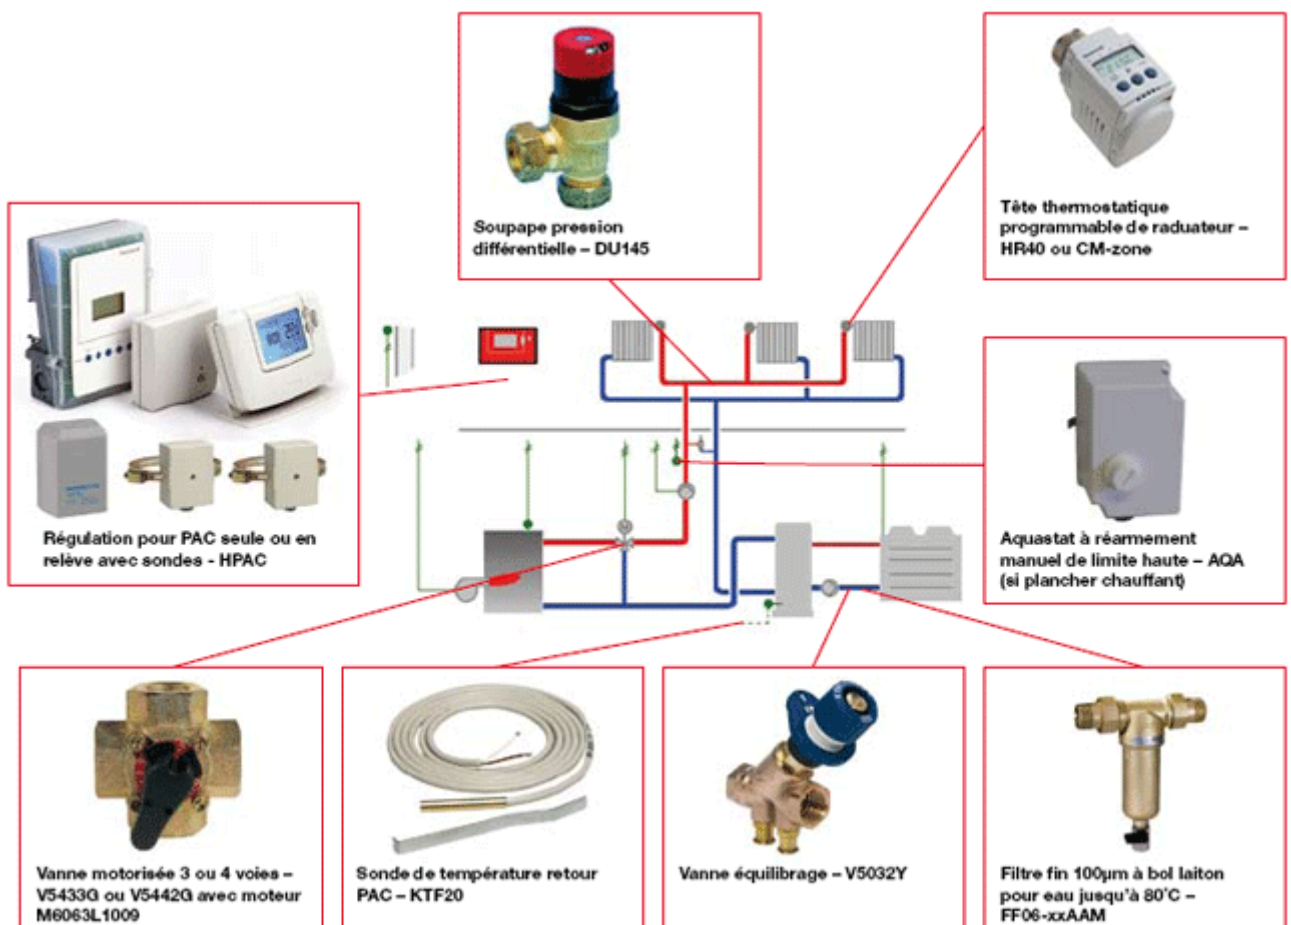 Soupape pression
différentielle – DU145
Tête thermostatique
programmable de raduateur –
HR40 ou CM-zone
Régulation pour PAC seule ou en
relève avec sondes - HPAC
Aquastat à réarmement
manuel de limite haute – AQA
(si plancher chauffant)
Vanne motorisée 3 ou 4 voies –
V5433G ou V5442G avec moteur
M6063L1009
Sonde de température retour
PAC – KTF20
Vanne équilibrage – V5032Y
Filtre fin 100µm à bol laiton
pour eau jusqu'à 80°C –
FF06-xxAAM